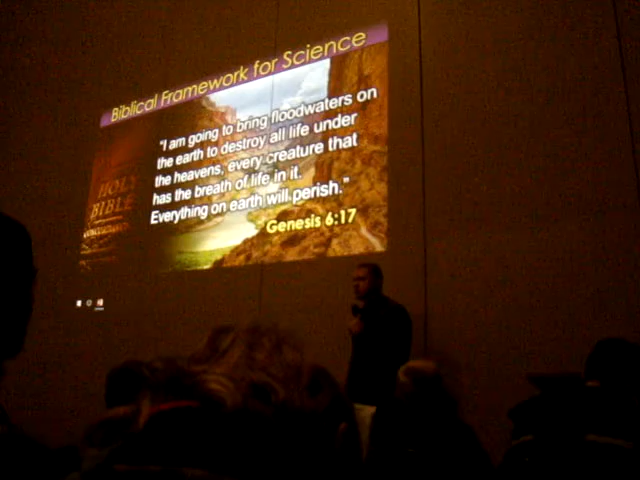 Biblical Framework for Science
"I am going to bring floodwaters on
the earth to destroy all life under
the heavens, every creature that
has the breath of life in it.
Everything on earth will perish."
Genesis 6:17
HOLY
BIBLE